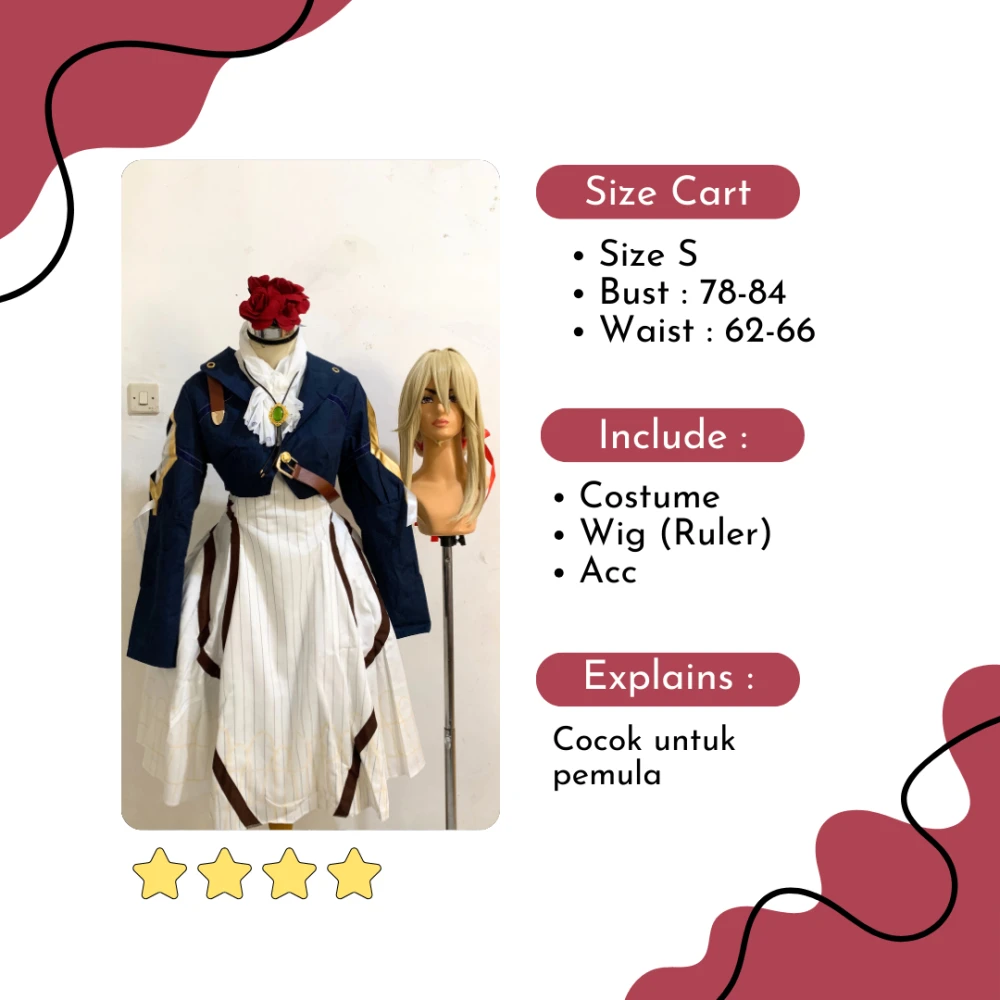 Size Cart
Size S
Bust : 78-84
Waist : 62-66
Include :
Costume
Wig (Ruler)
Acc
Explains :
Cocok untuk
pemula